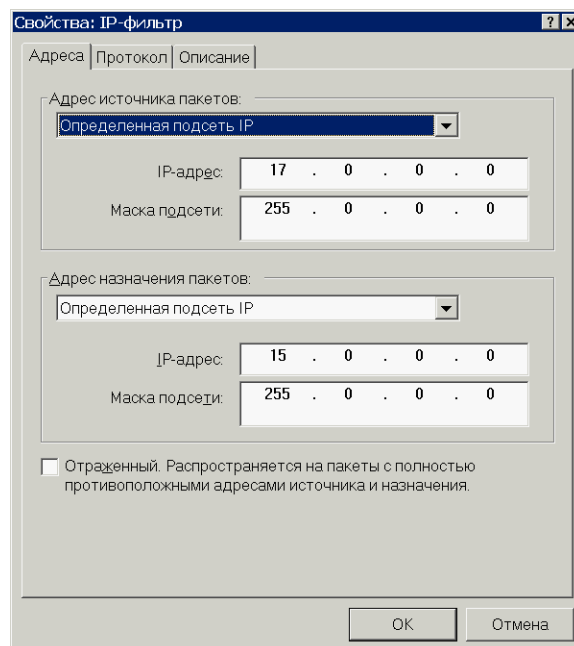 Свойства: IP-фильтр
Адреса Протокол Описание
Адрес источника пакетов:
Определенная подсеть IP
IP-адрес: 17 . 0 . 0 . 0
Маска подсети: 255 . 0 . 0 . 0
Адрес назначения пакетов:
Определенная подсеть IP
IP-адрес: 15 . 0 . 0 . 0
Маска подсети: 255 . 0 . 0 . 0
Отраженный. Распространяется на пакеты с полностью
противоположными адресами источника и назначения.
OK Отмена